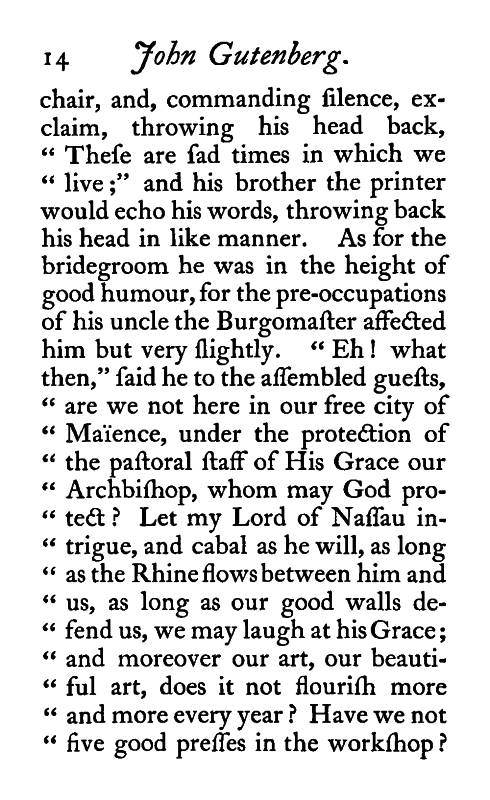 14 John Gutenberg.
chair, and, commanding ſilence, ex-
claim, throwing his head back,
“ Theſe are ſad times in which we
“ live ;” and his brother the printer
would echo his words, throwing back
his head in like manner. As for the
bridegroom he was in the height of
good humour, for the pre-occupations
of his uncle the Burgomaſter affected
him but very ſlightly. “ Eh ! what
then,” ſaid he to the aſſembled gueſts,
“ are we not here in our free city of
“ Maïence, under the protection of
“ the paſtoral ſtaff of His Grace our
“ Archbiſhop, whom may God pro-
“ tect ? Let my Lord of Naſſau in-
“ trigue, and cabal as he will, as long
“ as the Rhine flows between him and
“ us, as long as our good walls de-
“ fend us, we may laugh at his Grace ;
“ and moreover our art, our beauti-
“ ful art, does it not flouriſh more
“ and more every year ? Have we not
“ five good preſſes in the workſhop ?